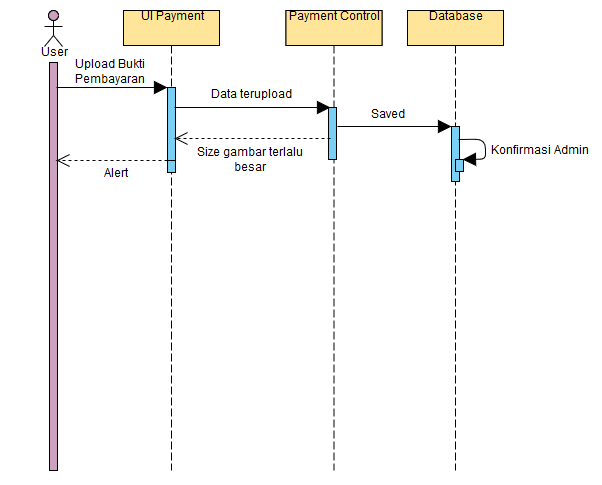 UI Payment
Payment Control
Database
User
Upload Bukti
Pembayaran
Data terupload
Saved
Konfirmasi Admin
Size gambar terlalu
besar
Alert